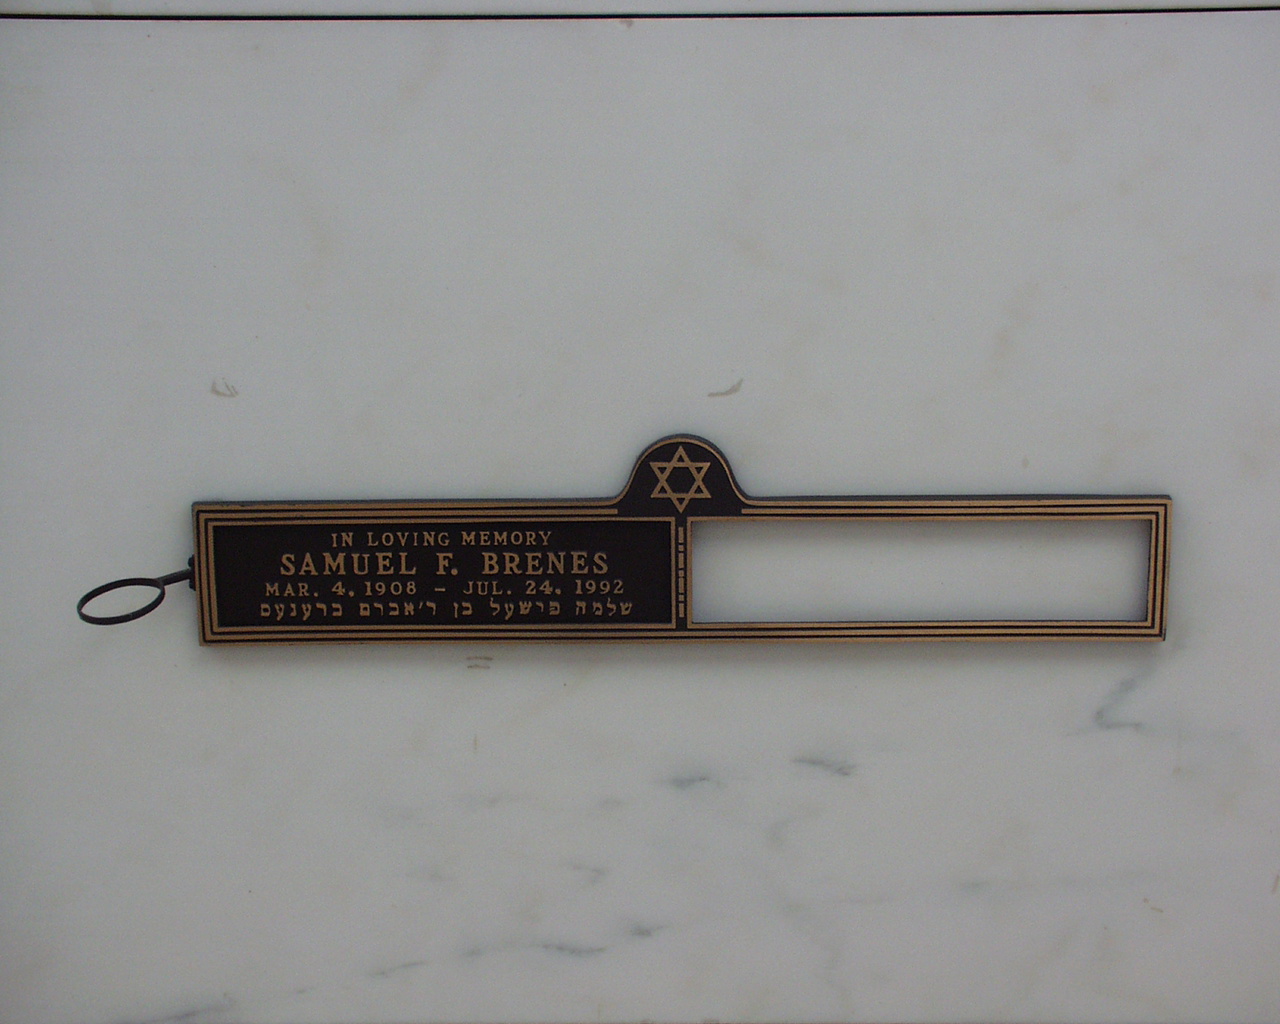 IN LOVING MEMORY
SAMUEL F. BRENES
MAR. 4, 1908 - JUL. 24, 1992
שלמה פישעל בן ר'אברם ברענעס